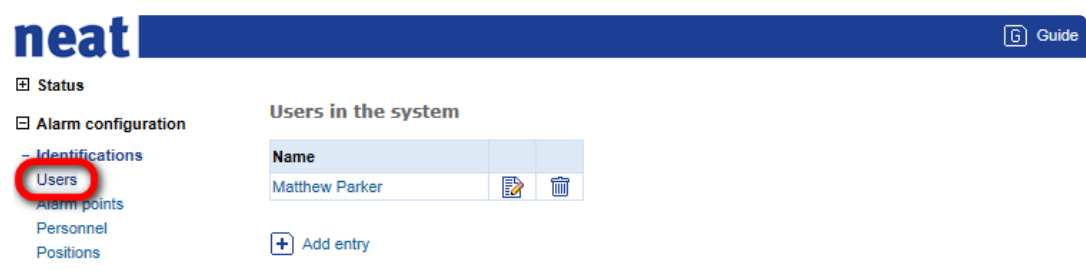 neat
G Guide
Status
Alarm configuration
Identifications
Users
Alarm points
Personnel
Positions
Users in the system
Name
Matthew Parker
Add entry